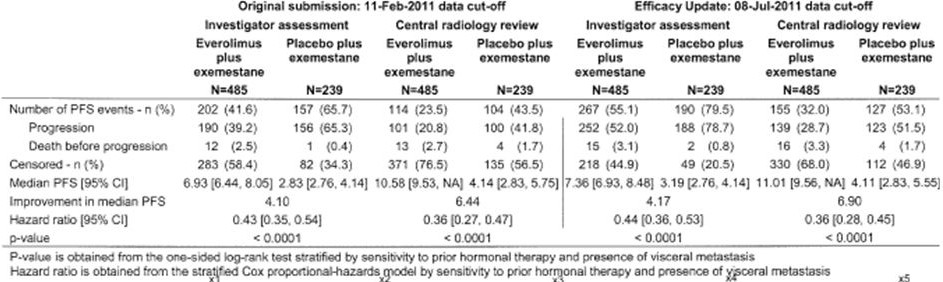 Original submission: 11-Feb-2011 data cut-off Efficacy Update: 08-Jul-2011 data cut-off
Investigator assessment Central radiology review Investigator assessment Central radiology review
Everolimus Placebo plus Everolimus Placebo plus Everolimus Placebo plus Everolimus Placebo plus
plus exemestane plus exemestane plus exemestane plus exemestane
exemestane exemestane exemestane exemestane
N=485 N=239 N=485 N=239 N=485 N=239 N=485 N=239
Number of PFS events - n (%) 202 (41.6) 157 (65.7) 114 (23.5) 104 (43.5) 267 (55.1) 190 (79.5) 155 (32.0) 127 (53.1)
Progression 190 (39.2) 156 (65.3) 101 (20.8) 100 (41.8) 252 (52.0) 188 (78.7) 139 (28.7) 123 (51.5)
Death before progression 12 (2.5) 1 (0.4) 13 (2.7) 4 (1.7) 15 (3.1) 2 (0.8) 16 (3.3) 4 (1.7)
Censored - n (%) 283 (58.4) 82 (34.3) 371 (76.5) 135 (56.5) 218 (44.9) 49 (20.5) 330 (68.0) 112 (46.9)
Median PFS [95% CI] 6.93 [6.44, 8.05] 2.83 [2.76, 4.14] 10.58 [9.53, NA] 4.14 [2.83, 5.75] 7.36 [6.93, 8.48] 3.19 [2.76, 4.14] 11.01 [9.56, NA] 4.11 [2.83, 5.55]
Improvement in median PFS 4.10 6.44 4.17 6.90
Hazard ratio [95% CI] 0.43 [0.35, 0.54] 0.36 [0.27, 0.47] 0.44 [0.36, 0.53] 0.36 [0.28, 0.45]
p-value < 0.0001 < 0.0001 < 0.0001 < 0.0001
P-value is obtained from the one-sided log-rank test stratified by sensitivity to prior hormonal therapy and presence of visceral metastasis
Hazard ratio is obtained from the stratified Cox proportional-hazards model by sensitivity to prior hormonal therapy and presence of visceral metastasis
x1 x2 x3 x4 x5